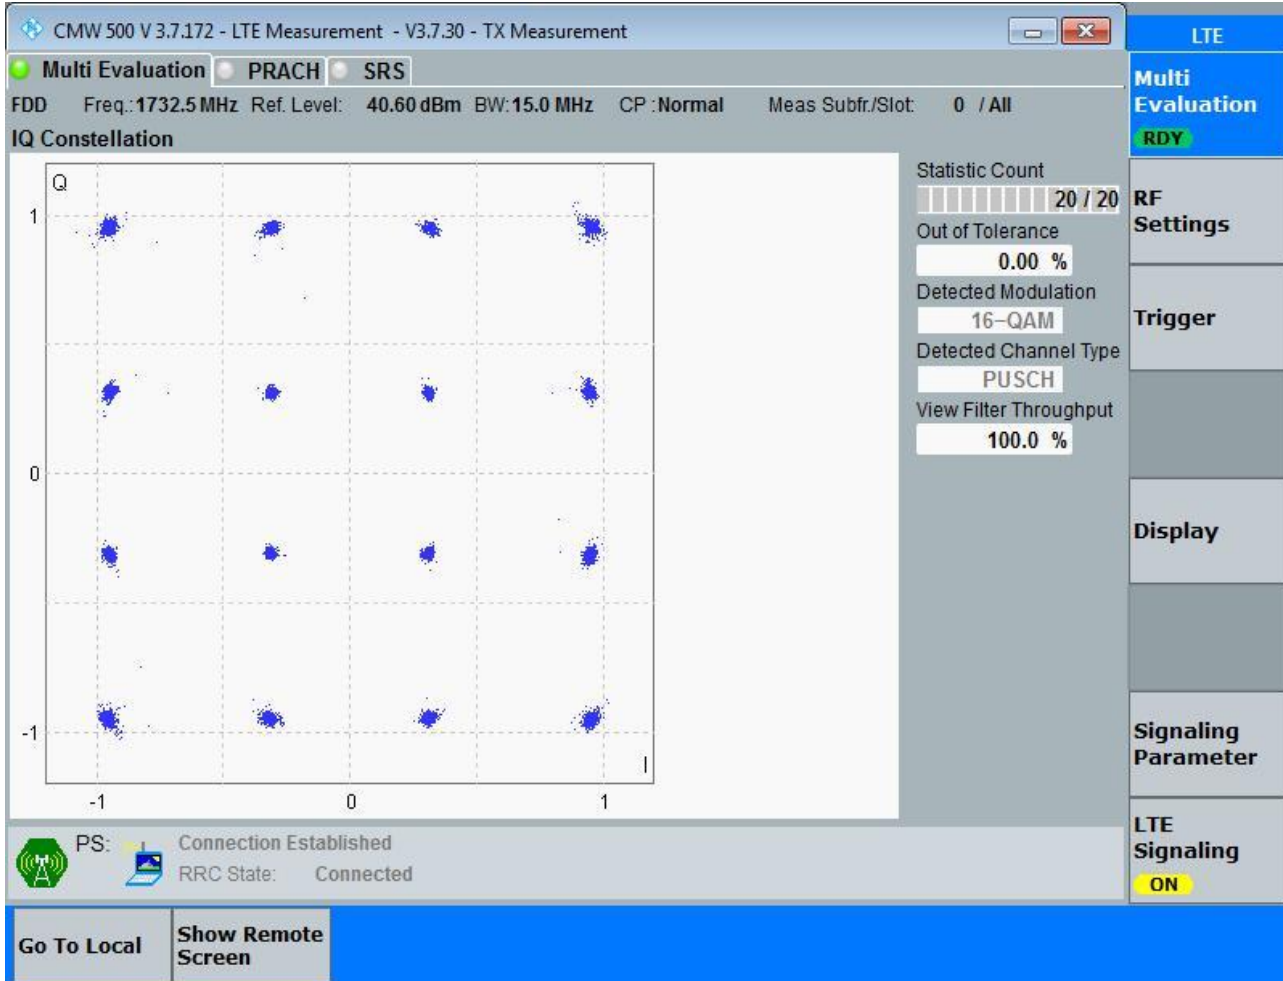 CMW 500 V 3.7.172 - LTE Measurement - V3.7.30 - TX Measurement
LTE
Multi Evaluation PRACH SRS
FDD Freq.:1732.5 MHz Ref. Level: 40.60 dBm BW:15.0 MHz CP :Normal Meas Subfr./Slot: 0 / All
IQ Constellation
Q
1
0
-1
I
-1 0 1
Statistic Count
20 / 20
Out of Tolerance
0.00 %
Detected Modulation
16-QAM
Detected Channel Type
PUSCH
View Filter Throughput
100.0 %
Multi
Evaluation
RDY
RF
Settings
Trigger
Display
Signaling
Parameter
LTE
Signaling
ON
PS: Connection Established
RRC State: Connected
Go To Local
Show Remote
Screen